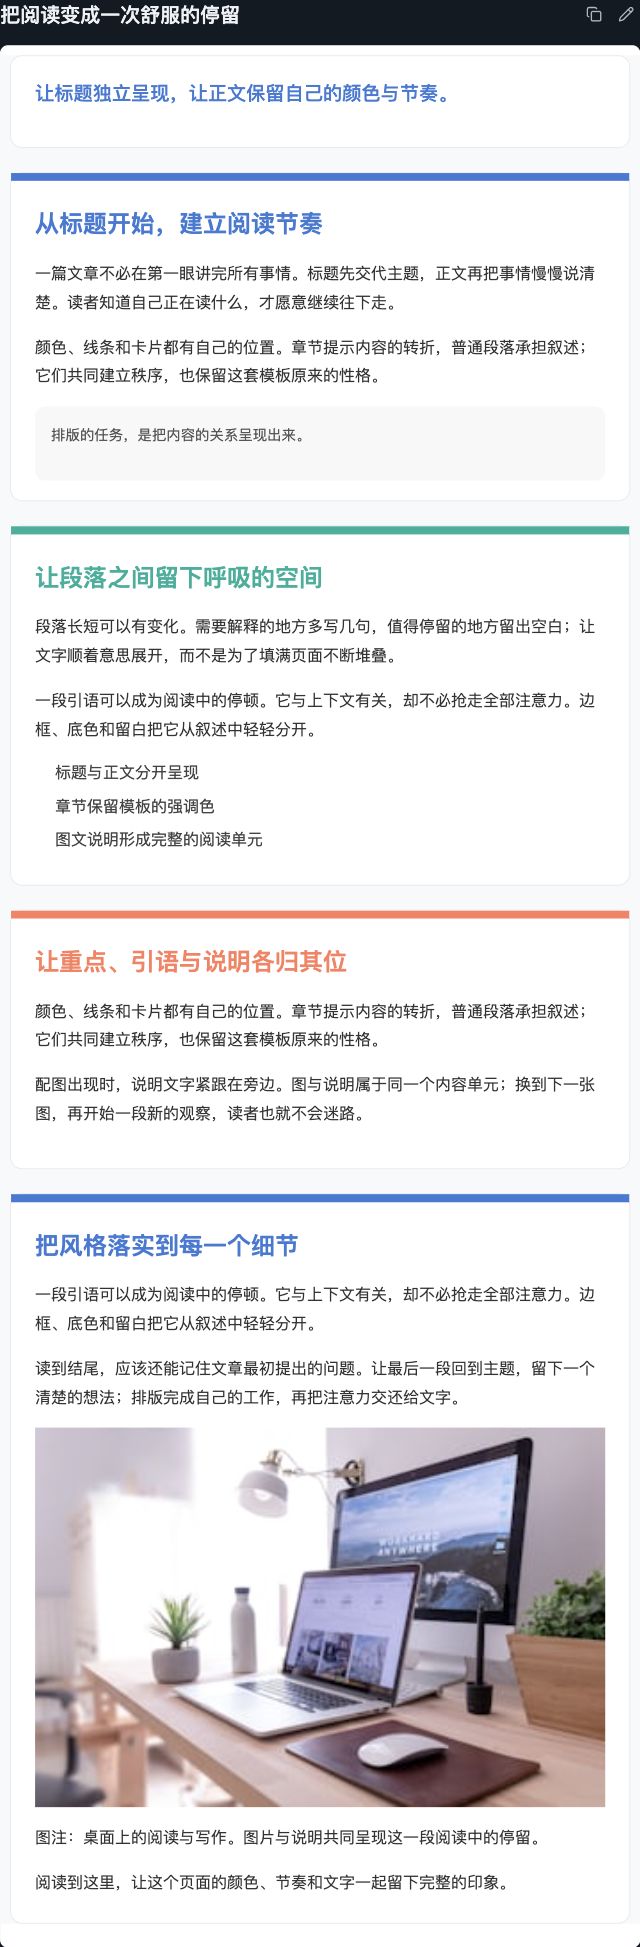 把阅读变成一次舒服的停留
让标题独立呈现，让正文保留自己的颜色与节奏。
从标题开始，建立阅读节奏
一篇文章不必在第一眼讲完所有事情。标题先交代主题，正文再把事情慢慢说清
楚。读者知道自己正在读什么，才愿意继续往下走。
颜色、线条和卡片都有自己的位置。章节提示内容的转折，普通段落承担叙述；
它们共同建立秩序，也保留这套模板原来的性格。
排版的任务，是把内容的关系呈现出来。
让段落之间留下呼吸的空间
段落长短可以有变化。需要解释的地方多写几句，值得停留的地方留出空白；让
文字顺着意思展开，而不是为了填满页面不断堆叠。
一段引语可以成为阅读中的停顿。它与上下文有关，却不必抢走全部注意力。边
框、底色和留白把它从叙述中轻轻分开。
标题与正文分开呈现
章节保留模板的强调色
图文说明形成完整的阅读单元
让重点、引语与说明各归其位
颜色、线条和卡片都有自己的位置。章节提示内容的转折，普通段落承担叙述；
它们共同建立秩序，也保留这套模板原来的性格。
配图出现时，说明文字紧跟在旁边。图与说明属于同一个内容单元；换到下一张
图，再开始一段新的观察，读者也就不会迷路。
把风格落实到每一个细节
一段引语可以成为阅读中的停顿。它与上下文有关，却不必抢走全部注意力。边
框、底色和留白把它从叙述中轻轻分开。
读到结尾，应该还能记住文章最初提出的问题。让最后一段回到主题，留下一个
清楚的想法；排版完成自己的工作，再把注意力交还给文字。
WORK HARD
ANYWHERE
图注：桌面上的阅读与写作。图片与说明共同呈现这一段阅读中的停留。
阅读到这里，让这个页面的颜色、节奏和文字一起留下完整的印象。